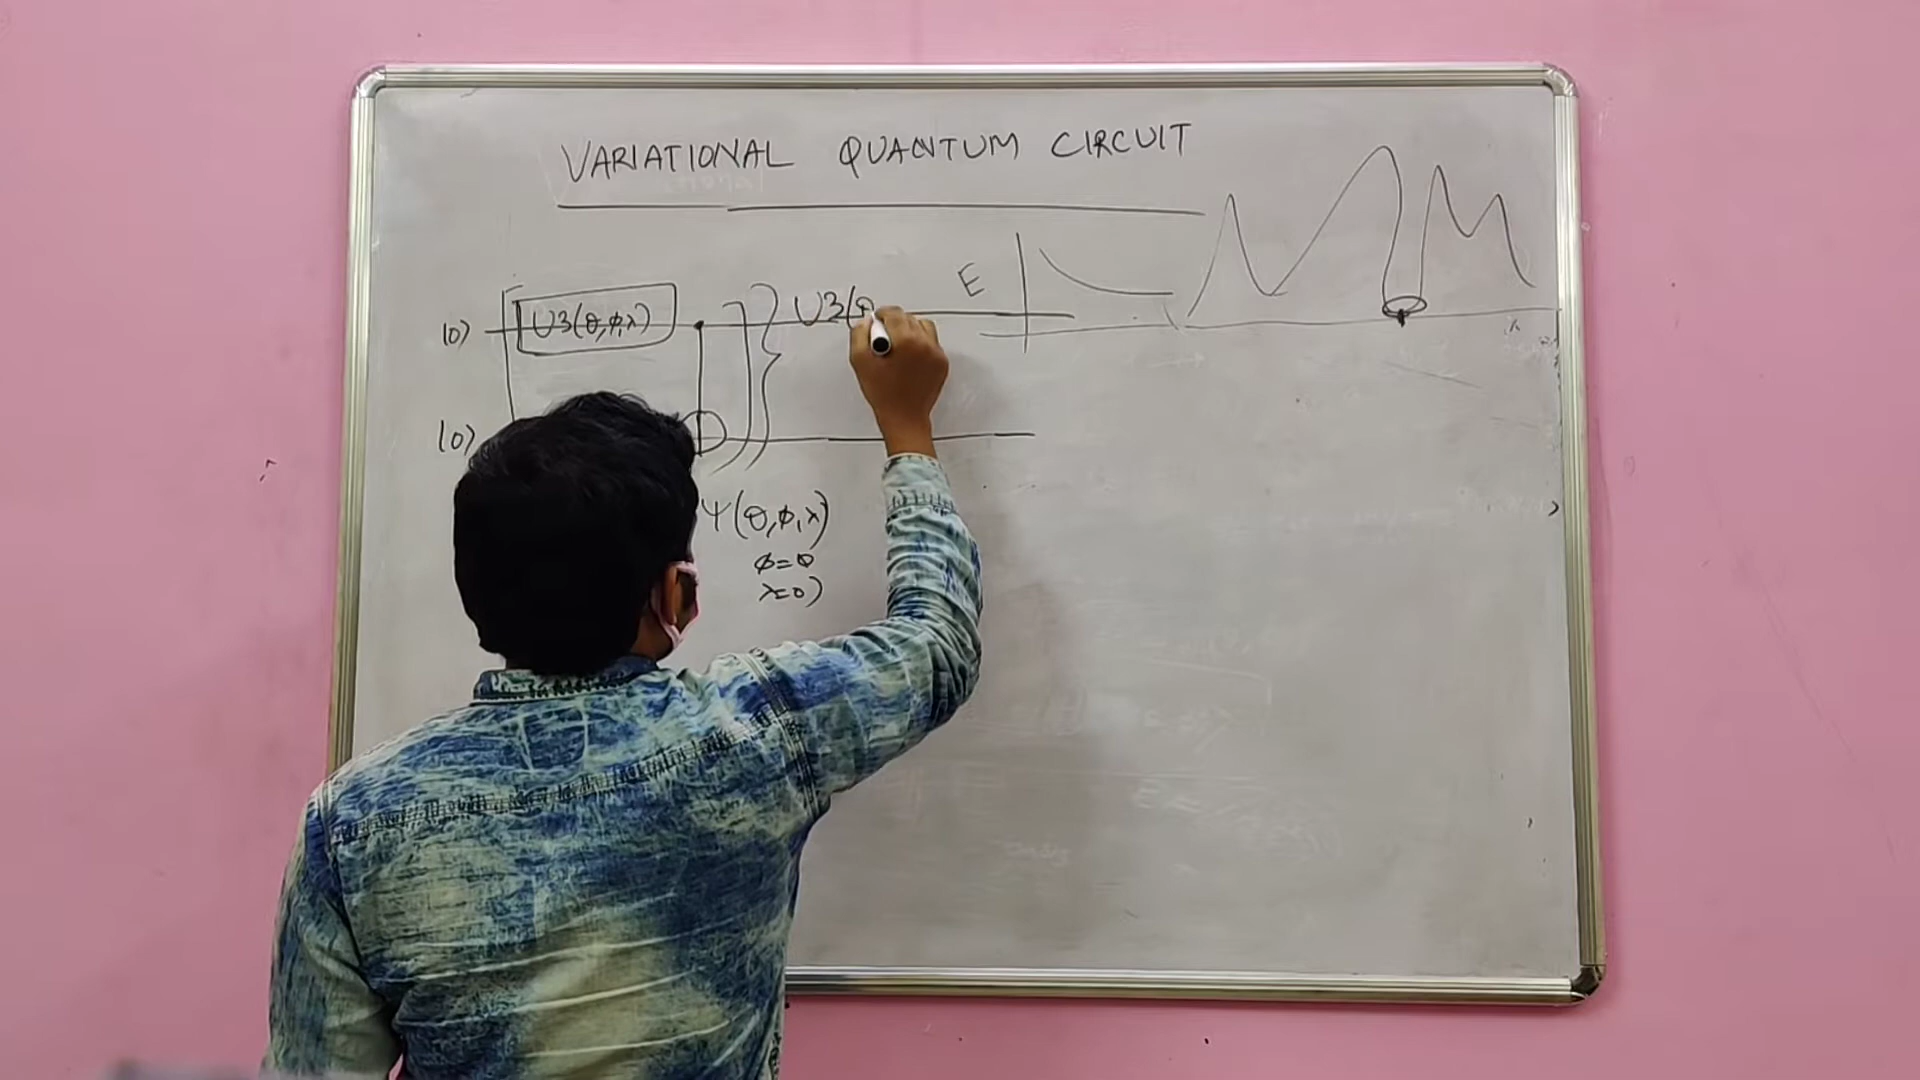 VARIATIONAL QUANTUM CIRCUIT
E
|0⟩ U3(θ,ϕ,λ) U3(θ
|0⟩
Ψ(θ,ϕ,λ)
ϕ=0
λ=0)